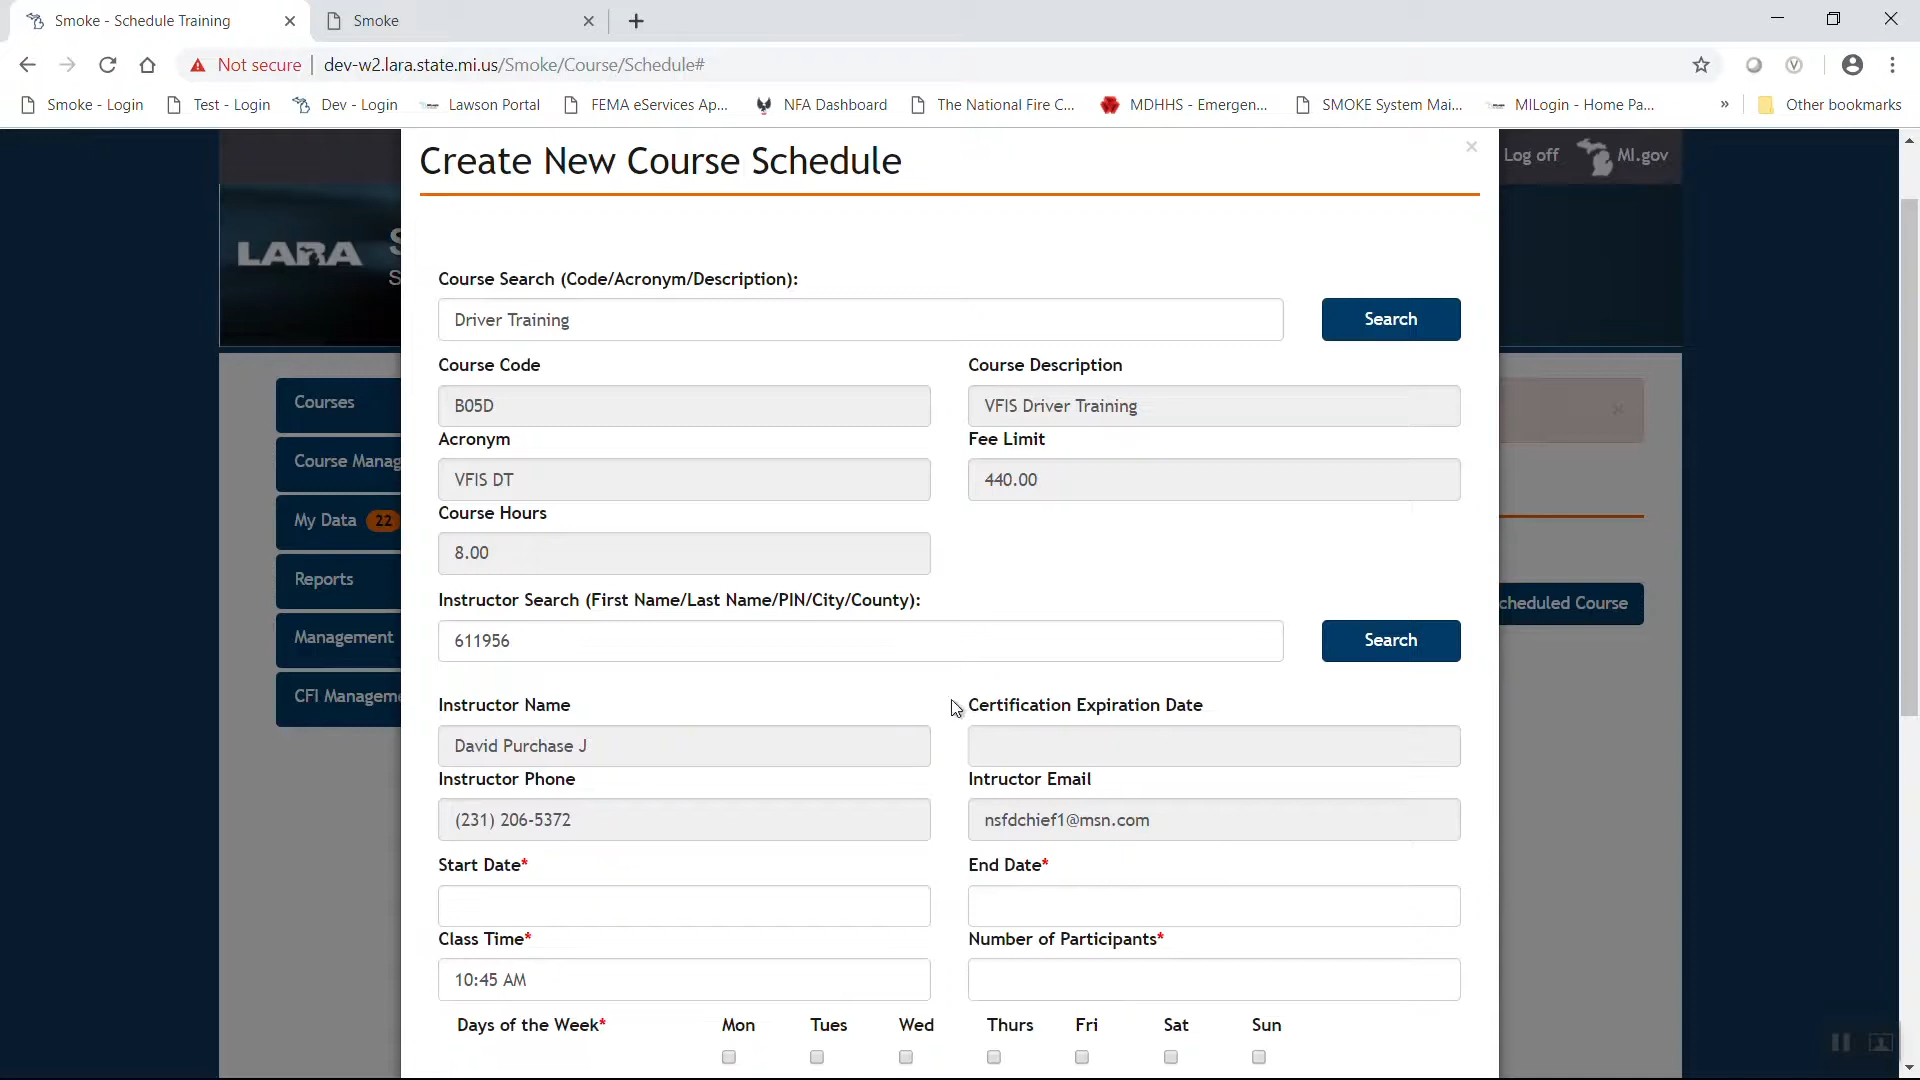 Smoke - Schedule Training
Smoke
Not secure
dev-w2.lara.state.mi.us/Smoke/Course/Schedule#
Smoke - Login
Test - Login
Dev - Login
Lawson Portal
FEMA eServices Ap...
NFA Dashboard
The National Fire C...
MDHHS - Emergen...
SMOKE System Mai...
MILogin - Home Pa...
»
Other bookmarks
Create New Course Schedule
Log off
MI.gov
LARA
Course Search (Code/Acronym/Description):
Driver Training
Search
Course Code
Course Description
B05D
VFIS Driver Training
Acronym
Fee Limit
VFIS DT
440.00
Course Hours
8.00
Courses
Course Manag
My Data 22
Reports
Management
CFI Managem
cheduled Course
Instructor Search (First Name/Last Name/PIN/City/County):
611956
Search
Instructor Name
Certification Expiration Date
David Purchase J
Instructor Phone
Intructor Email
(231) 206-5372
nsfdchief1@msn.com
Start Date*
End Date*
Class Time*
Number of Participants*
10:45 AM
Days of the Week*
Mon
Tues
Wed
Thurs
Fri
Sat
Sun